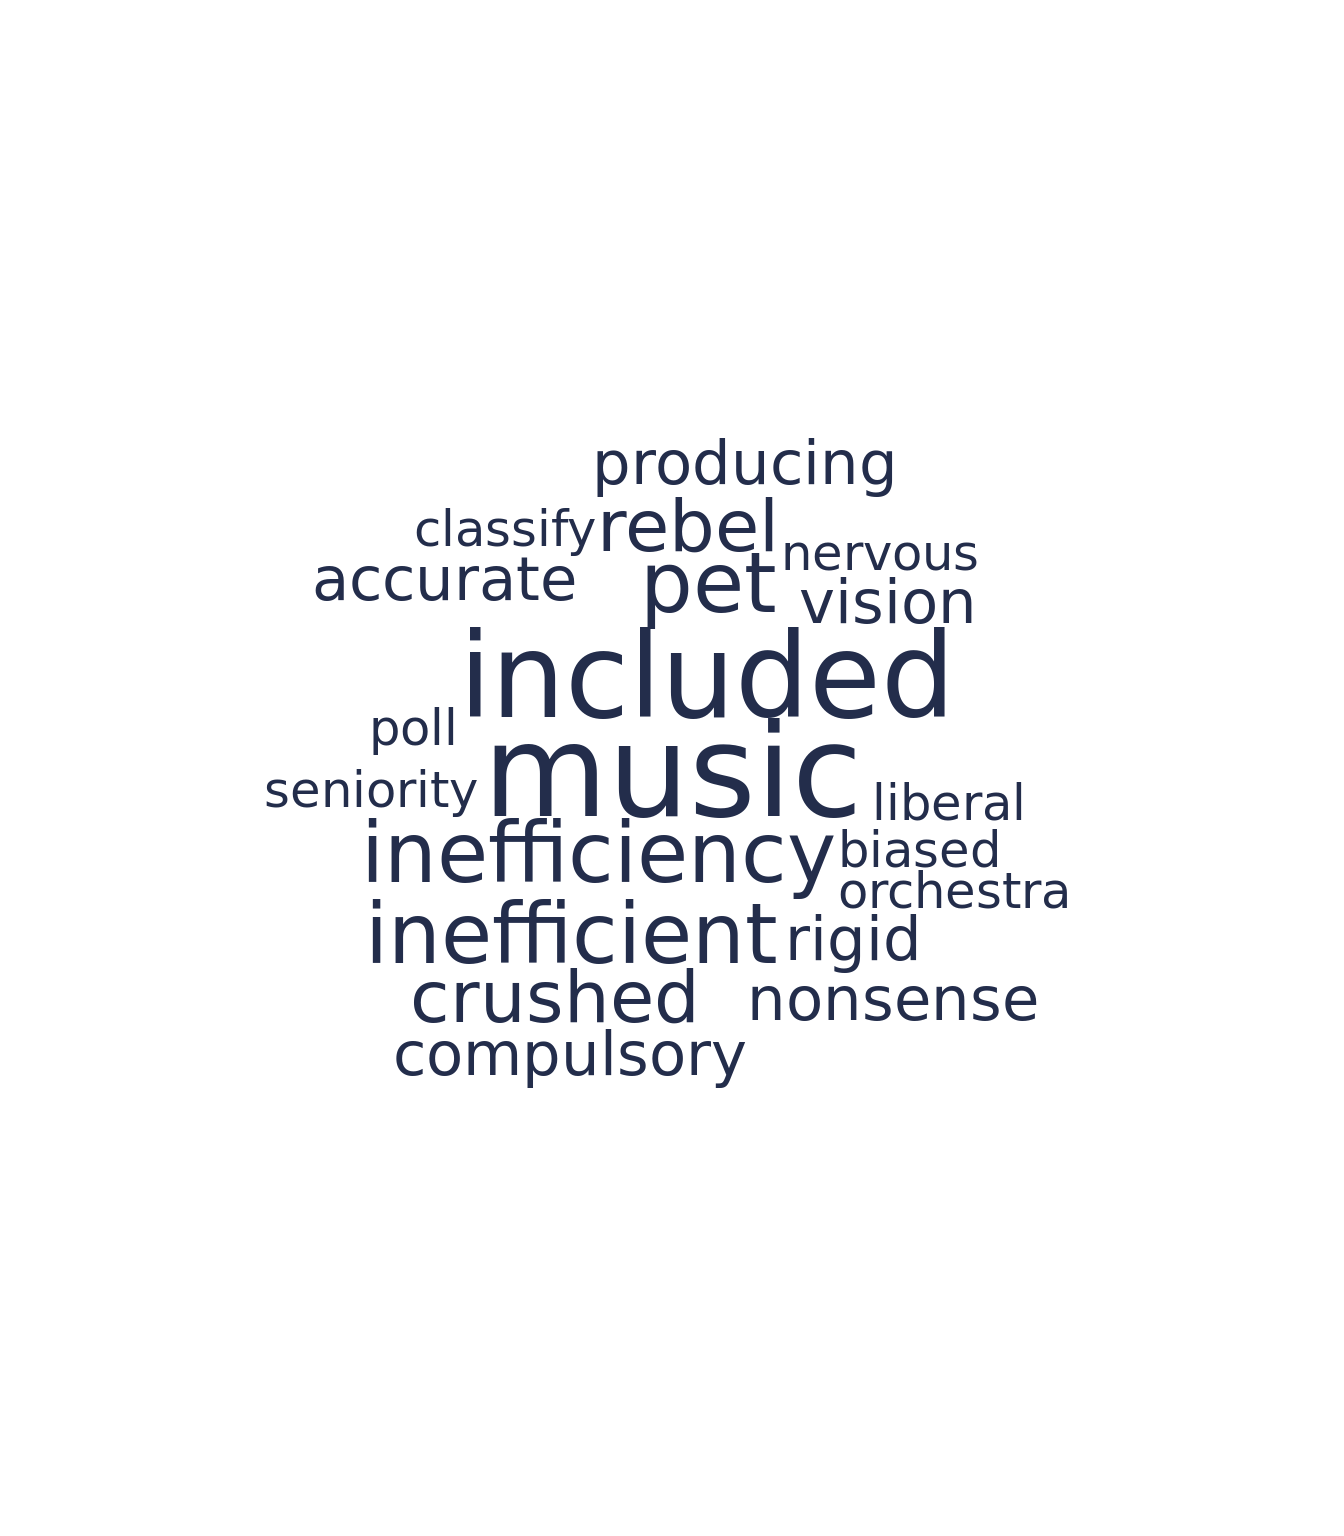 producing
classify rebel nervous
accurate pet vision
included
poll
music
seniority liberal
inefficiency biased
orchestra
inefficient rigid
crushed nonsense
compulsory